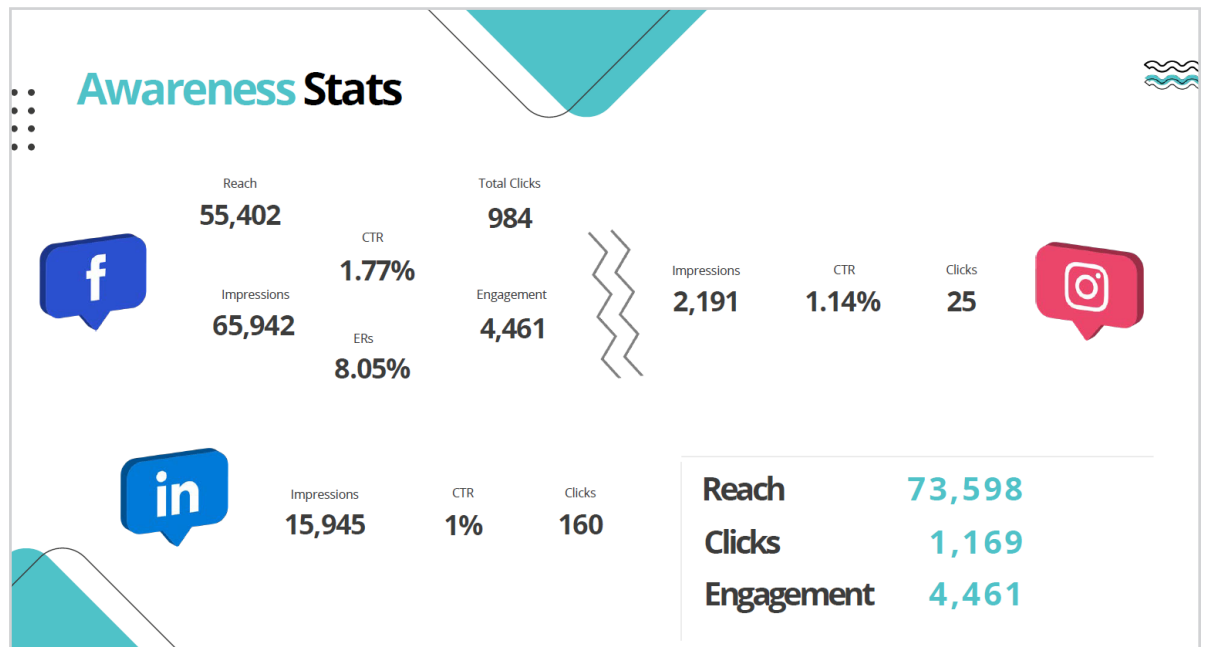 Awareness Stats
Reach
55,402
Total Clicks
984
CTR
1.77%
Impressions
65,942
Engagement
4,461
ERs
8.05%
Impressions
2,191
CTR
1.14%
Clicks
25
Impressions
15,945
CTR
1%
Clicks
160
Reach 73,598
Clicks 1,169
Engagement 4,461
f
in